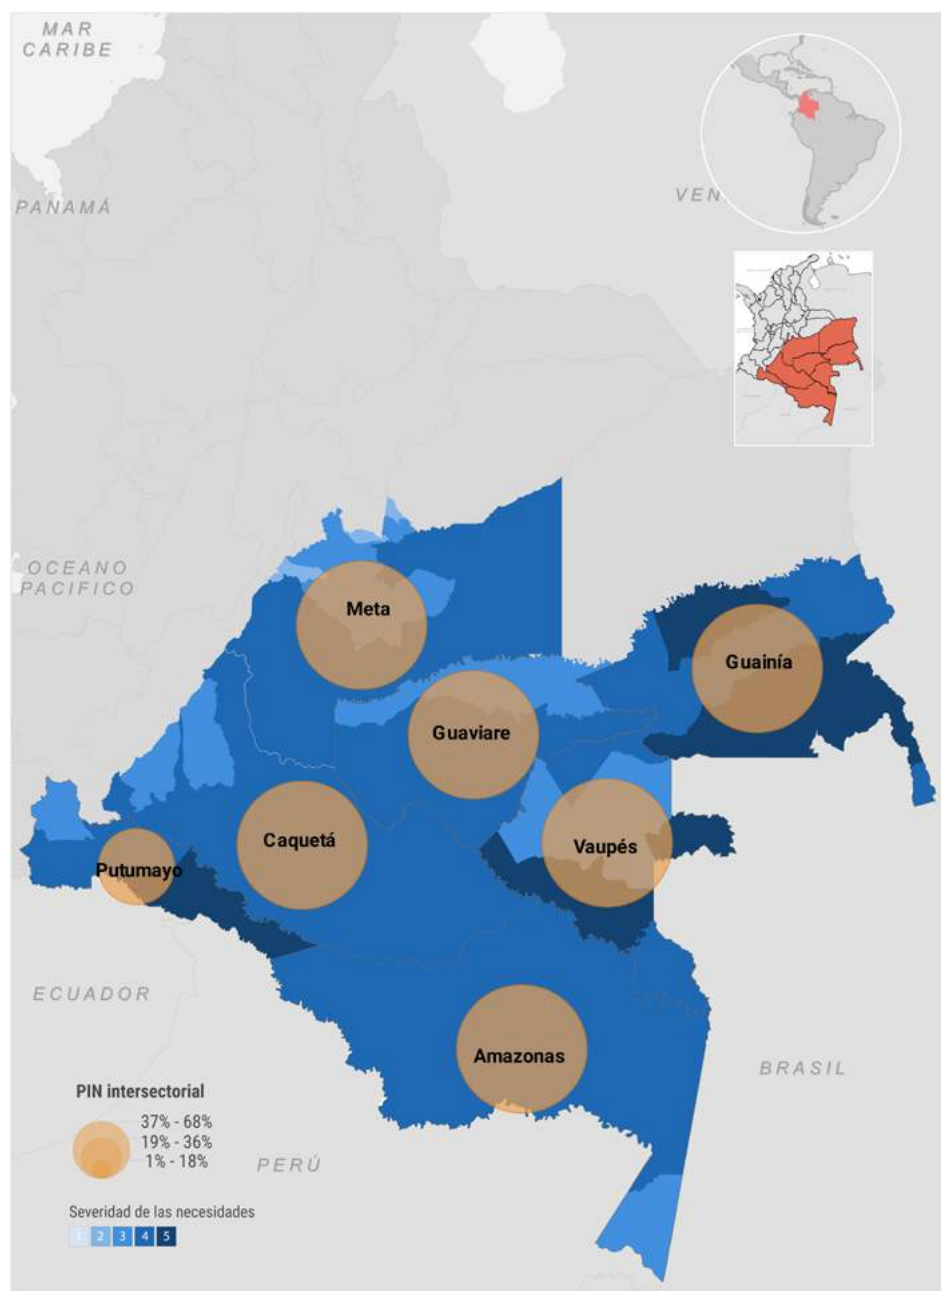 MAR
CARIBE
PANAMÁ
VEN
OCEANO
PACIFICO
Meta
Guainía
Guaviare
Caquetá
Vaupés
Putumayo
ECUADOR
Amazonas
BRASIL
PERÚ
PIN intersectorial
37% - 68%
19% - 36%
1% - 18%
Severidad de las necesidades
1 2 3 4 5